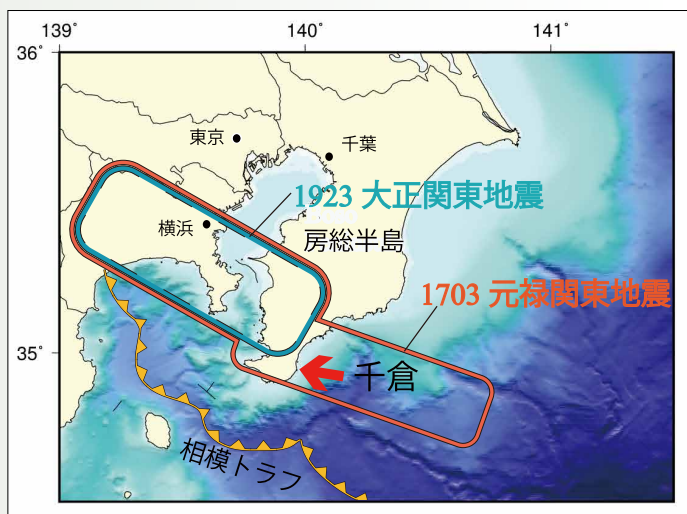 139° 140° 141°
36°
東京
千葉
1923 大正関東地震
横浜
房総半島
1703 元禄関東地震
35°
千倉
相模トラフ